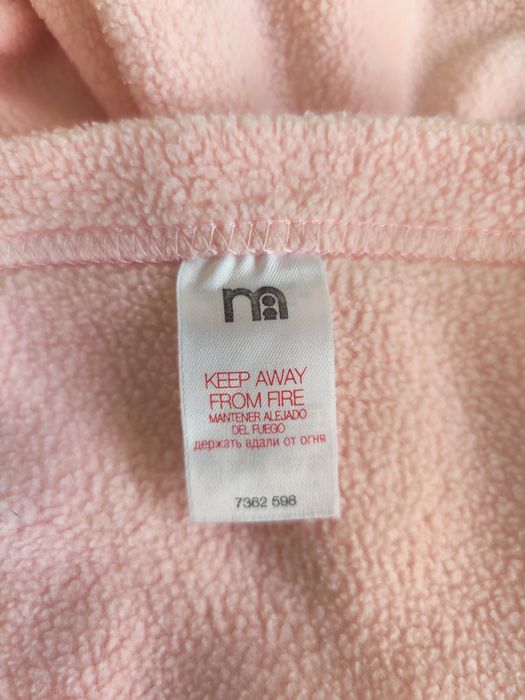 m
KEEP AWAY
FROM FIRE
MANTENER ALEJADO
DEL FUEGO
держать вдали от огня
7362 598